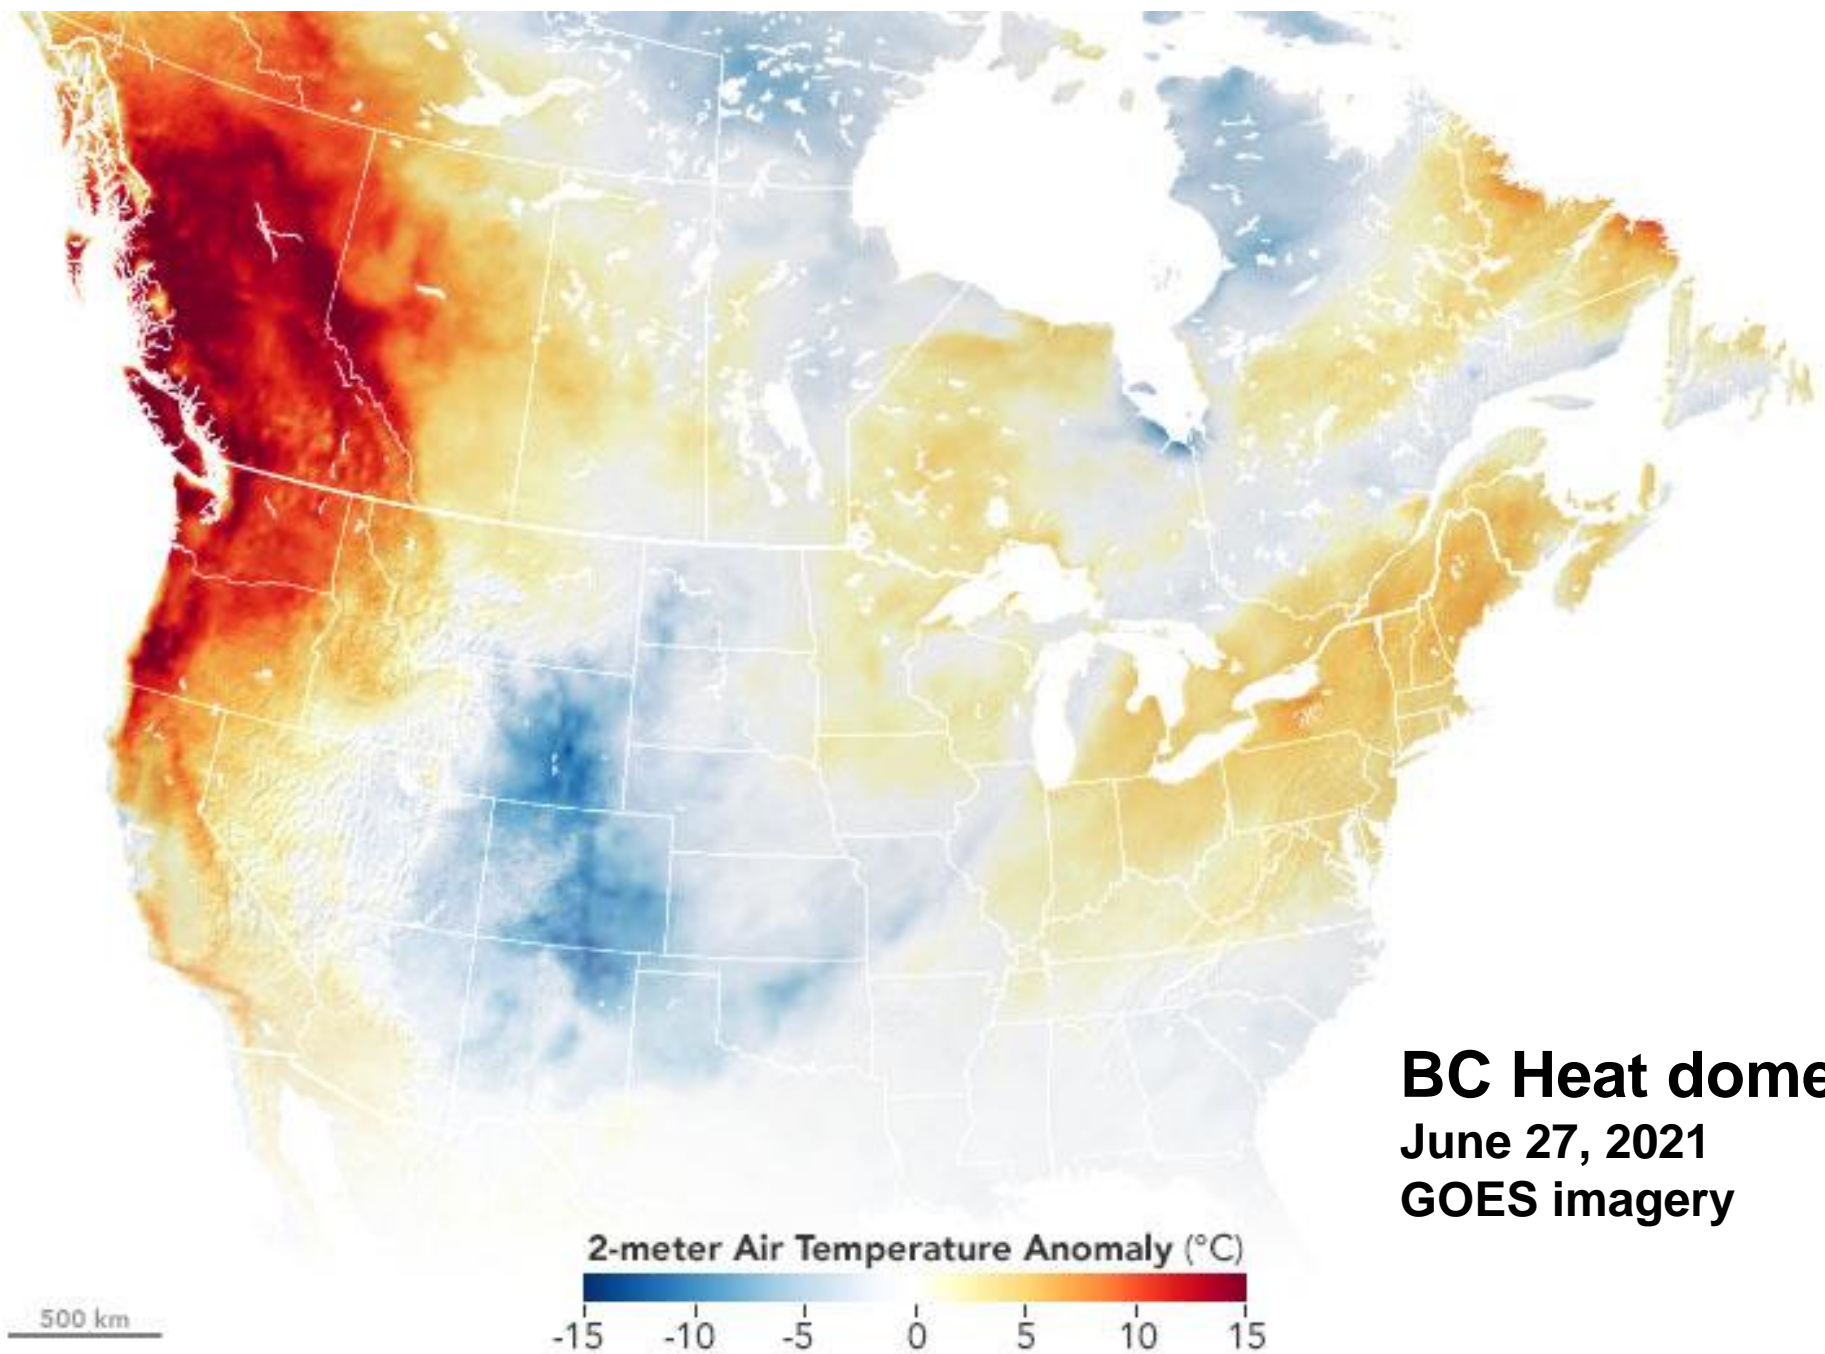 BC Heat dome
June 27, 2021
GOES imagery
2-meter Air Temperature Anomaly (°C)
-15 -10 -5 0 5 10 15
500 km